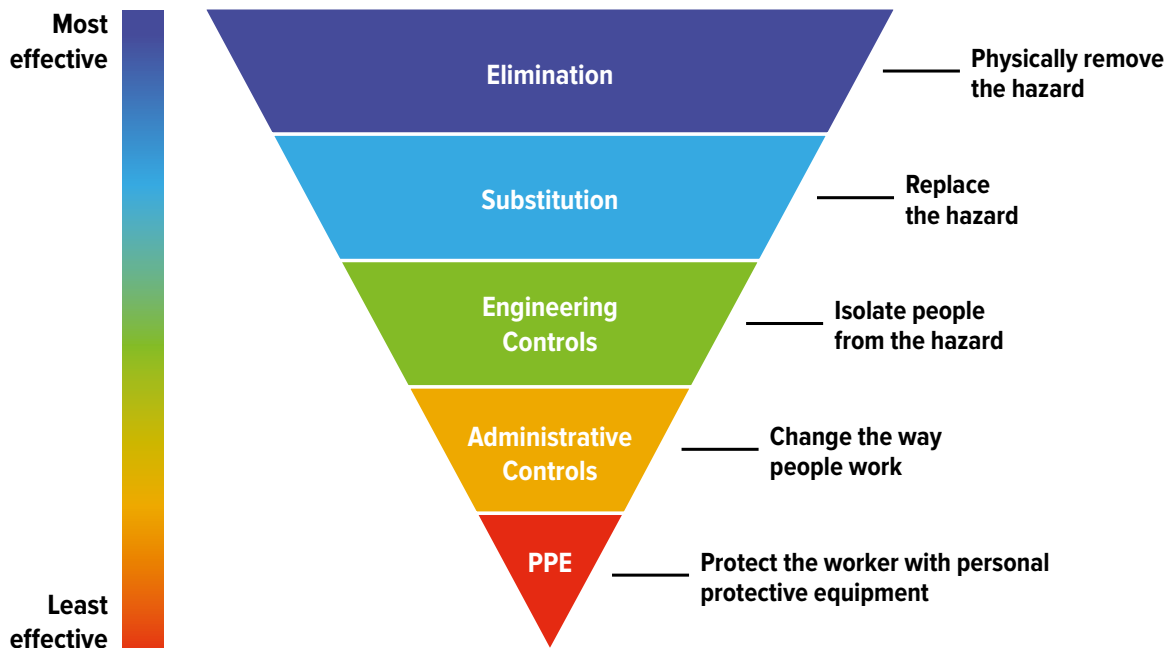 Most
effective
Elimination
Physically remove
the hazard
Substitution
Replace
the hazard
Engineering
Controls
Isolate people
from the hazard
Administrative
Controls
Change the way
people work
PPE
Protect the worker with personal
protective equipment
Least
effective